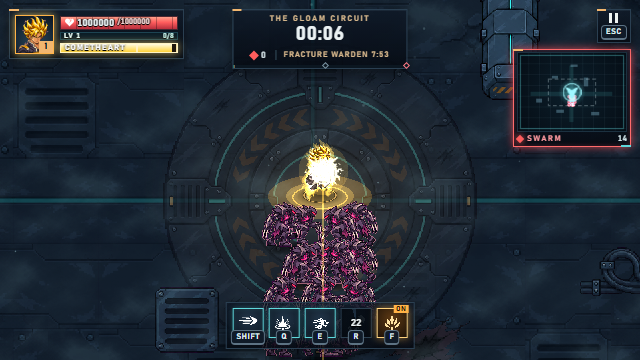 1000000/1000000
LV 1
0/8
1
COMETHEART
THE GLOAM CIRCUIT
00:06
0
FRACTURE WARDEN 7:53
ESC
SWARM
14
ON
22
SHIFT
Q
E
R
F